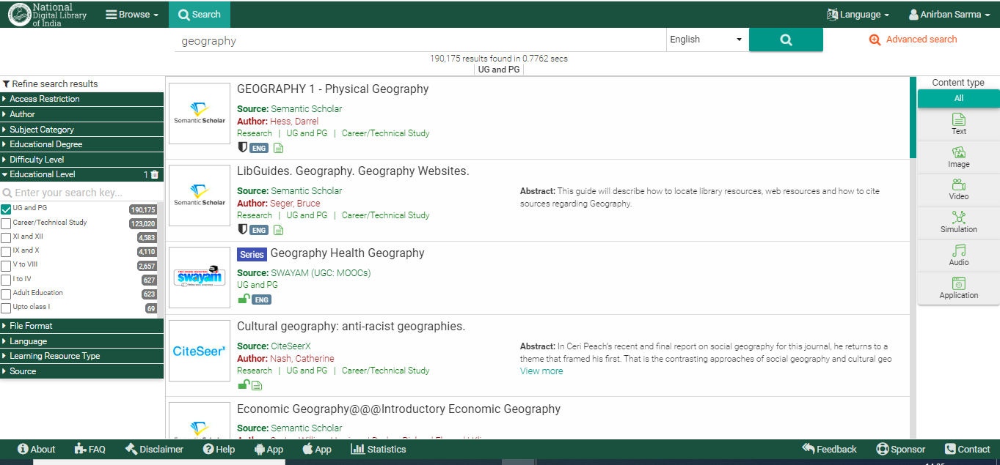 National
Digital Library
of India
Browse
Search
Language
Anirban Sarma
geography
English
Advanced search
190,175 results found in 0.7762 secs
UG and PG
Refine search results
Access Restriction
Author
Subject Category
Educational Degree
Difficulty Level
Educational Level 1
Enter your search key...
UG and PG 190,175
Career/Technical Study 123,020
XI and XII 4,583
IX and X 4,110
V to VIII 2,657
I to IV 627
Adult Education 623
Upto class I 69
File Format
Language
Learning Resource Type
Source
Semantic Scholar
GEOGRAPHY 1 - Physical Geography
Source: Semantic Scholar
Author: Hess, Darrel
Research | UG and PG | Career/Technical Study
ENG
Semantic Scholar
LibGuides. Geography. Geography Websites.
Source: Semantic Scholar
Author: Seger, Bruce
Research | UG and PG | Career/Technical Study
ENG
Abstract: This guide will describe how to locate library resources, web resources and how to cite
sources regarding Geography.
swayam
Series Geography Health Geography
Source: SWAYAM (UGC: MOOCs)
UG and PG
ENG
CiteSeerX
Cultural geography: anti-racist geographies.
Source: CiteSeerX
Author: Nash, Catherine
Research | UG and PG | Career/Technical Study
Abstract: In Ceri Peach's recent and final report on social geography for this journal, he returns to a
theme that framed his first. That is the contrasting approaches of social geography and cultural geo
View more
Economic Geography@@@Introductory Economic Geography
Source: Semantic Scholar
Content type
All
Text
Image
Video
Simulation
Audio
Application
About
FAQ
Disclaimer
Help
App
App
Statistics
Feedback
Sponsor
Contact